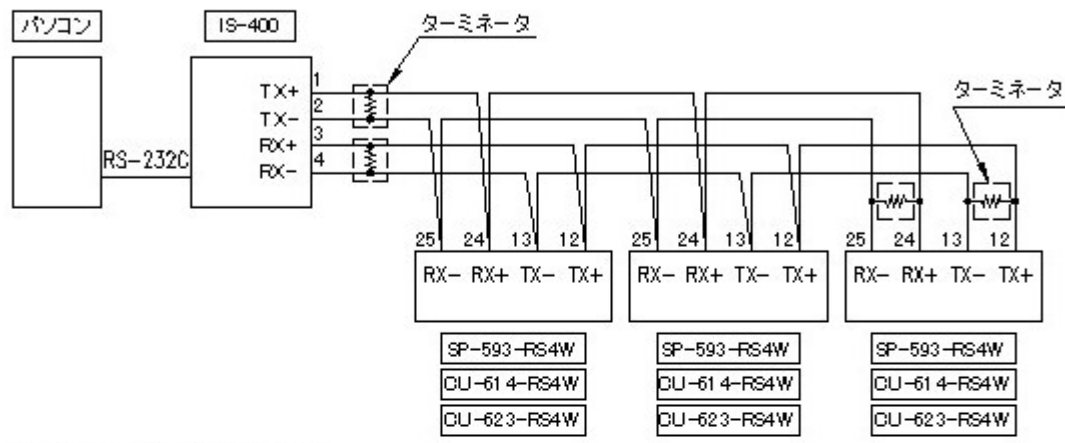 パソコン
IS-400
ターミネータ
ターミネータ
TX+
1
TX-
2
RX+
3
RX-
4
RS-232C
25 24 13 12
RX- RX+ TX- TX+
25 24 13 12
RX- RX+ TX- TX+
25 24 13 12
RX- RX+ TX- TX+
SP-593-RS4W
CU-614-RS4W
CU-623-RS4W
SP-593-RS4W
CU-614-RS4W
CU-623-RS4W
SP-593-RS4W
CU-614-RS4W
CU-623-RS4W